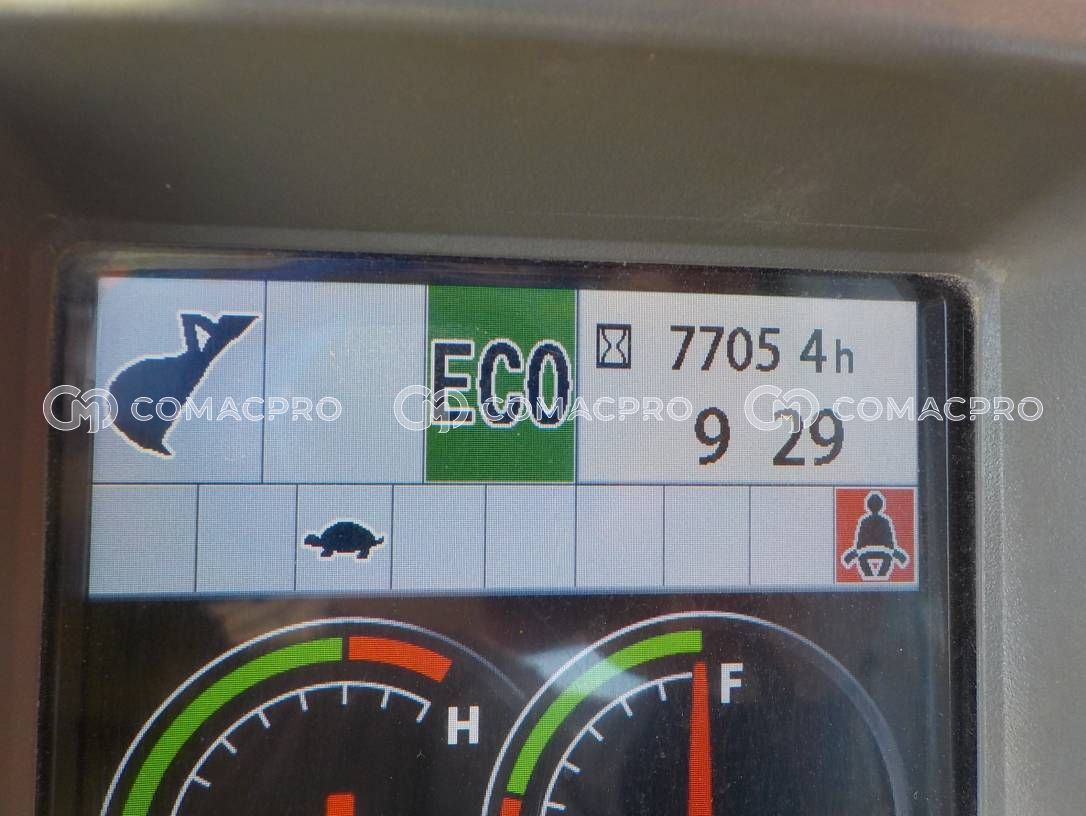 ECO
7705 4h
9 29
COMACPRO COMACPRO COMACPRO
H
F